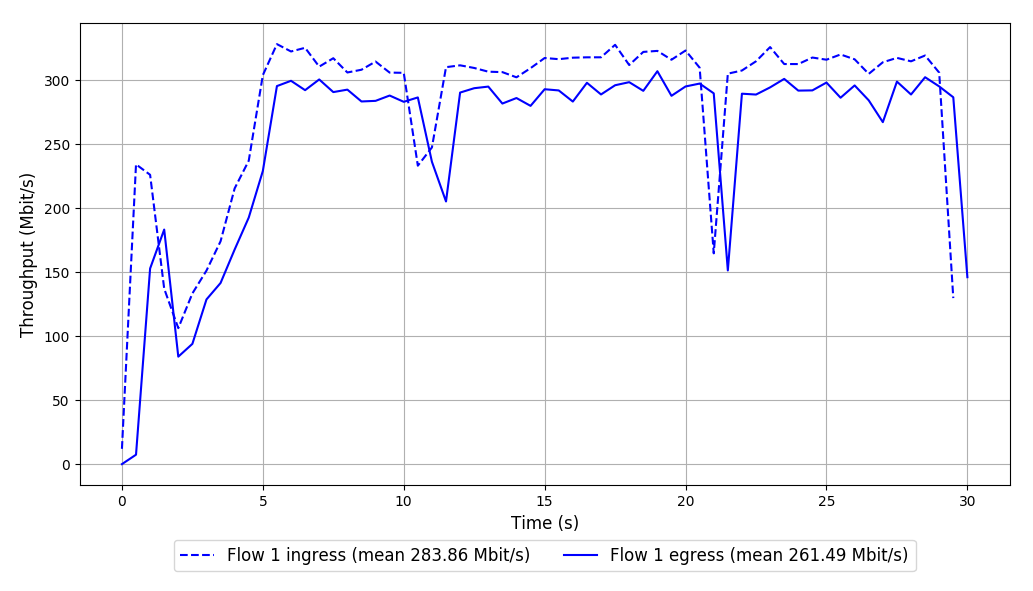 300
250
200
150
100
50
0
Throughput (Mbit/s)
0 5 10 15 20 25 30
Time (s)
Flow 1 ingress (mean 283.86 Mbit/s) Flow 1 egress (mean 261.49 Mbit/s)